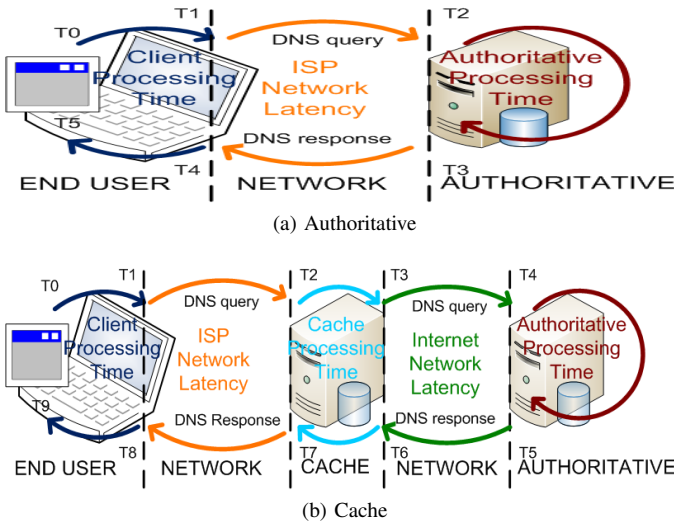 T0
T1
T2
DNS query
Client
Processing
Time
ISP
Network
Latency
Authoritative
Processing
Time
T5
DNS response
T4
T3
END USER
NETWORK
AUTHORITATIVE
(a) Authoritative
T0
T1
T2
T3
T4
DNS query
DNS query
Client
Processing
Time
ISP
Network
Latency
Cache
Processing
Time
Internet
Network
Latency
Authoritative
Processing
Time
T9
DNS Response
DNS response
T8
T7
T6
T5
END USER
NETWORK
CACHE
NETWORK
AUTHORITATIVE
(b) Cache